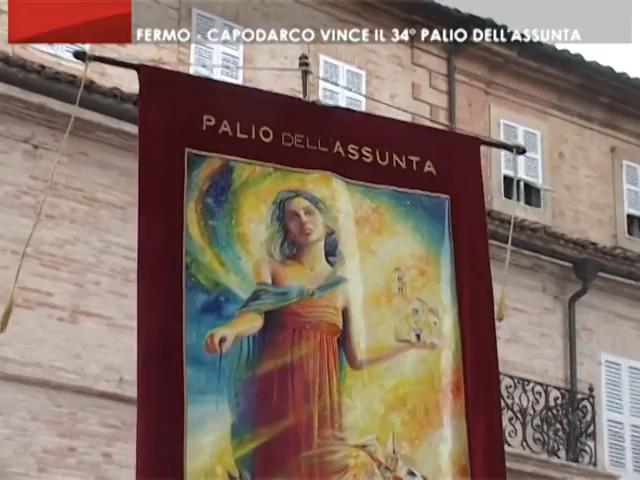 FERMO - CAPODARCO VINCE IL 34° PALIO DELL'ASSUNTA
PALIO DELL'ASSUNTA